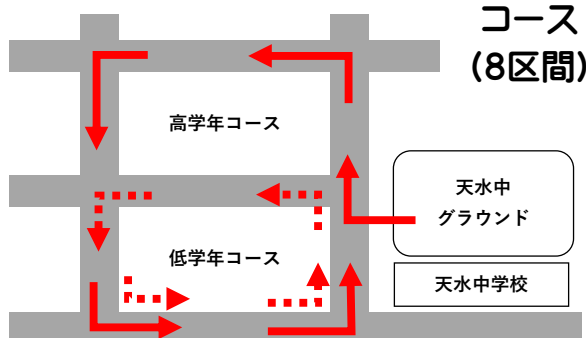 コース
(8区間)
高学年コース
天水中
グラウンド
低学年コース
天水中学校